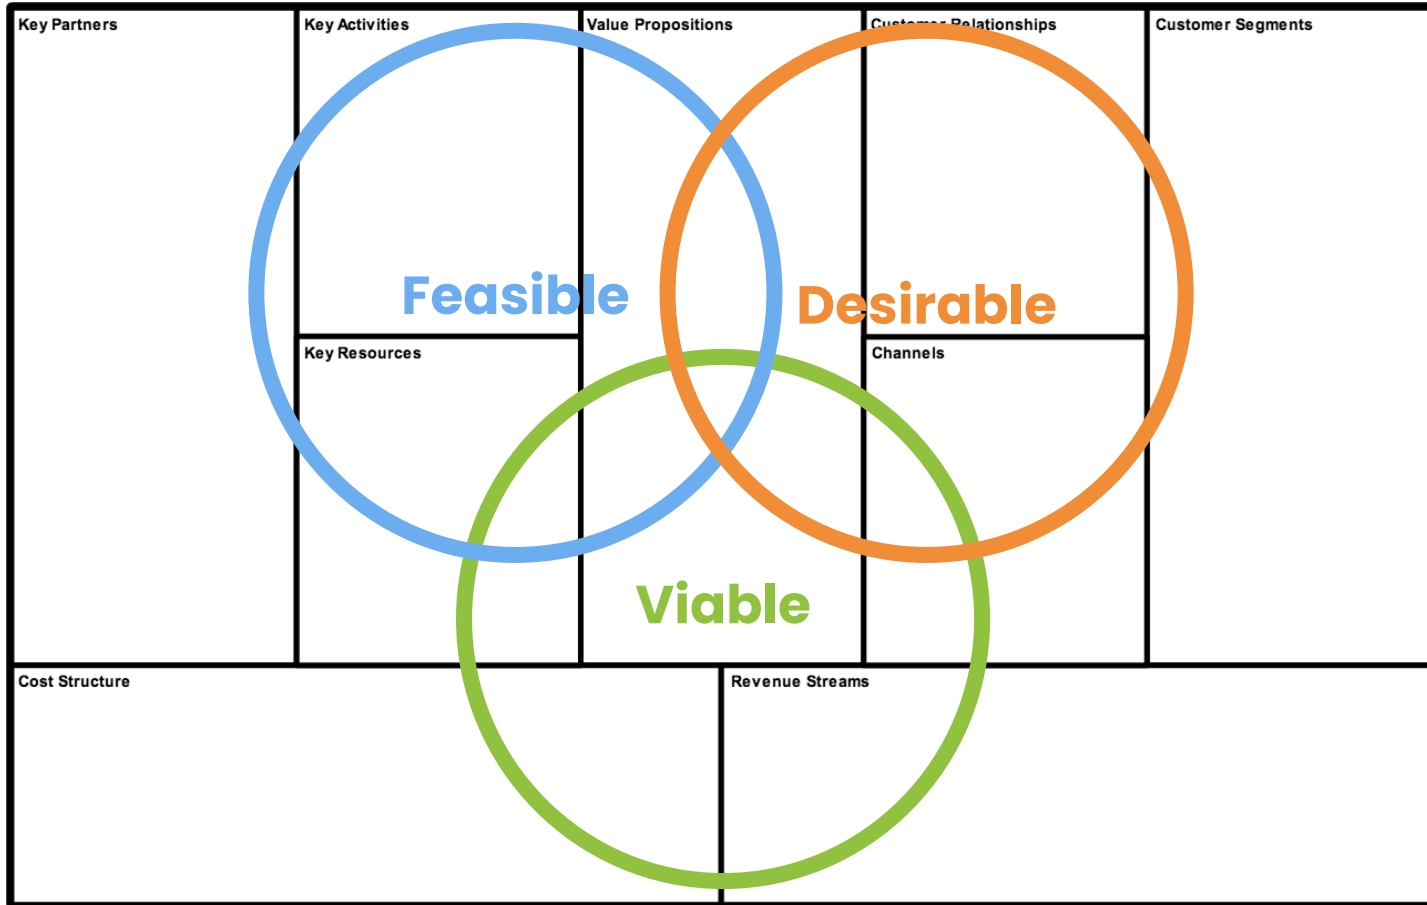 Key Partners
Key Activities
Value Propositions
Customer Relationships
Customer Segments
Feasible
Desirable
Key Resources
Channels
Viable
Cost Structure
Revenue Streams